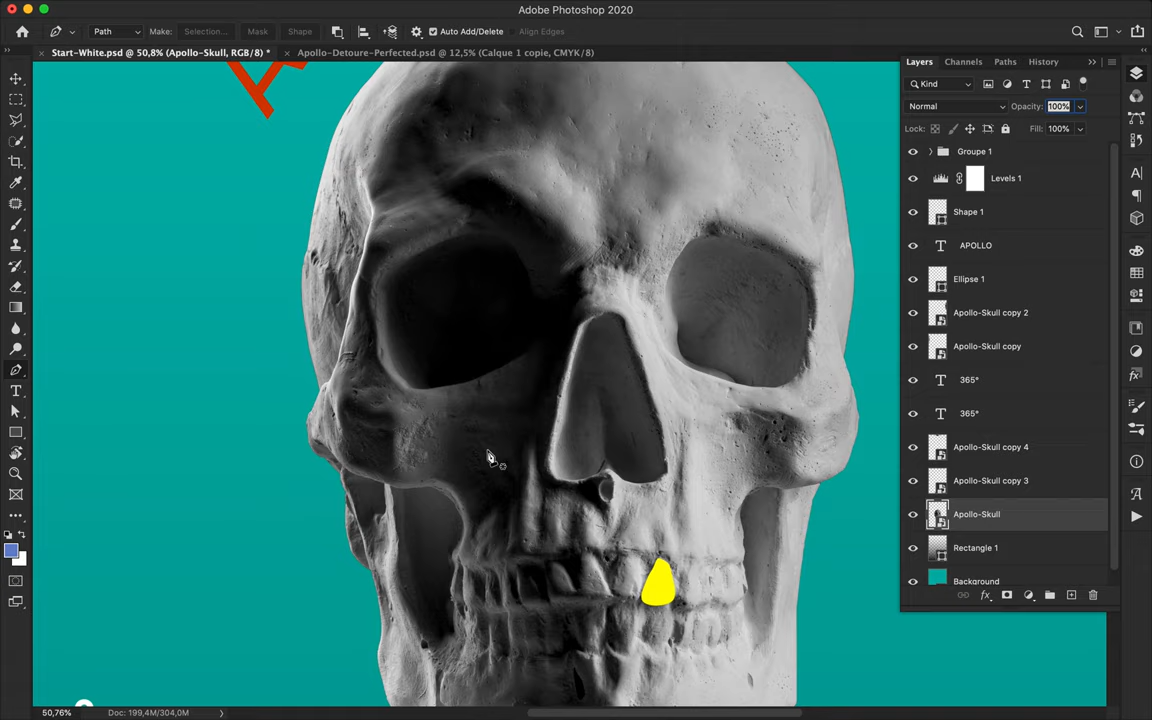 Adobe Photoshop 2020
Path Make: Selection... Mask Shape Auto Add/Delete Align Edges
Start-White.psd @ 50,8% (Apollo-Skull, RGB/8) * Apollo-Detoure-Perfected.psd @ 12,5% (Calque 1 copie, CMYK/8)
Layers Channels Paths History
Kind
Normal Opacity: 100%
Lock: Fill: 100%
Groupe 1
Levels 1
Shape 1
APOLLO
Ellipse 1
Apollo-Skull copy 2
Apollo-Skull copy
365°
365°
Apollo-Skull copy 4
Apollo-Skull copy 3
Apollo-Skull
Rectangle 1
Background
50,76% Doc: 199,4M/304,0M